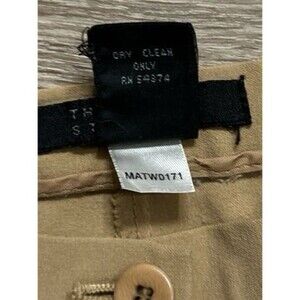 DRY CLEAN
ONLY
RN 54874
TH
S
MATW0171